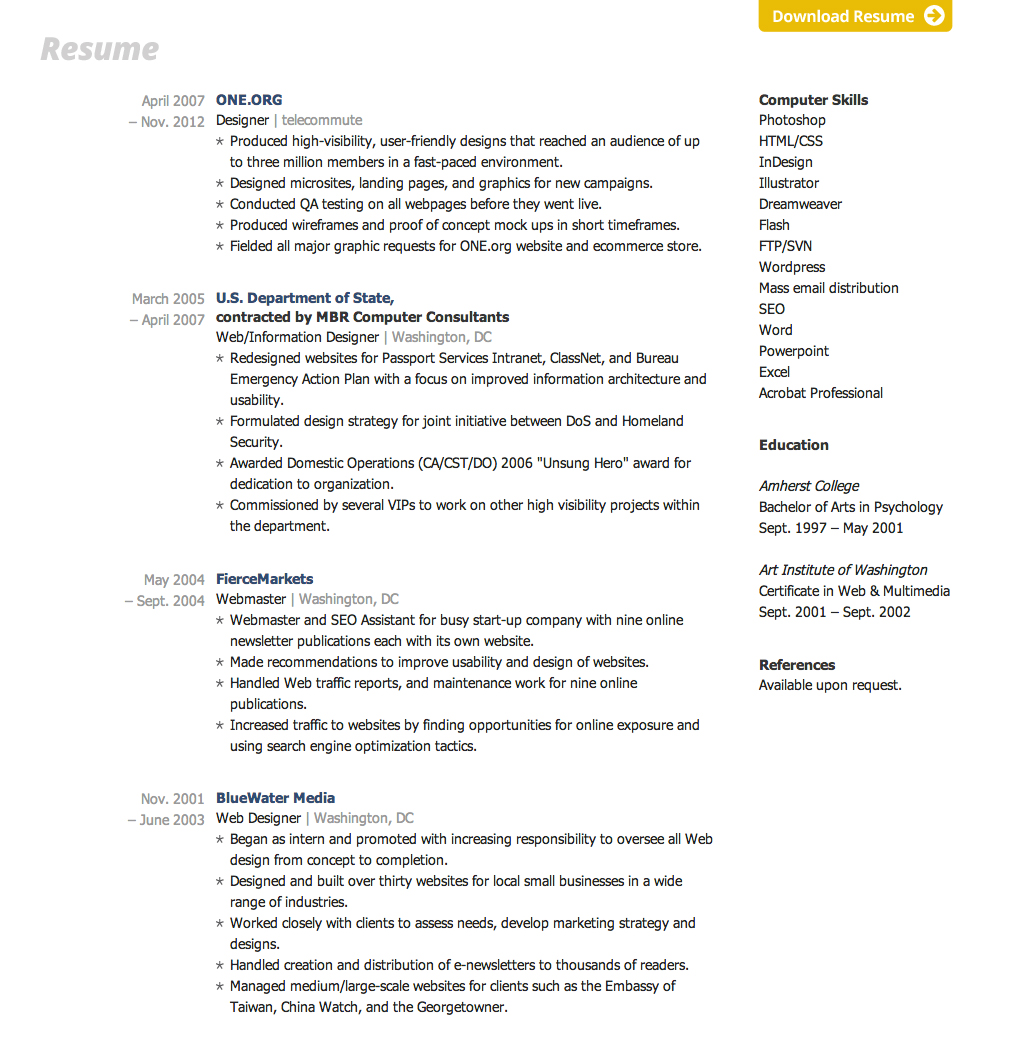 Download Resume
Resume
April 2007
– Nov. 2012
ONE.ORG
Designer | telecommute
* Produced high-visibility, user-friendly designs that reached an audience of up
to three million members in a fast-paced environment.
* Designed microsites, landing pages, and graphics for new campaigns.
* Conducted QA testing on all webpages before they went live.
* Produced wireframes and proof of concept mock ups in short timeframes.
* Fielded all major graphic requests for ONE.org website and ecommerce store.
March 2005
– April 2007
U.S. Department of State,
contracted by MBR Computer Consultants
Web/Information Designer | Washington, DC
* Redesigned websites for Passport Services Intranet, ClassNet, and Bureau
Emergency Action Plan with a focus on improved information architecture and
usability.
* Formulated design strategy for joint initiative between DoS and Homeland
Security.
* Awarded Domestic Operations (CA/CST/DO) 2006 "Unsung Hero" award for
dedication to organization.
* Commissioned by several VIPs to work on other high visibility projects within
the department.
May 2004
– Sept. 2004
FierceMarkets
Webmaster | Washington, DC
* Webmaster and SEO Assistant for busy start-up company with nine online
newsletter publications each with its own website.
* Made recommendations to improve usability and design of websites.
* Handled Web traffic reports, and maintenance work for nine online
publications.
* Increased traffic to websites by finding opportunities for online exposure and
using search engine optimization tactics.
Nov. 2001
– June 2003
BlueWater Media
Web Designer | Washington, DC
* Began as intern and promoted with increasing responsibility to oversee all Web
design from concept to completion.
* Designed and built over thirty websites for local small businesses in a wide
range of industries.
* Worked closely with clients to assess needs, develop marketing strategy and
designs.
* Handled creation and distribution of e-newsletters to thousands of readers.
* Managed medium/large-scale websites for clients such as the Embassy of
Taiwan, China Watch, and the Georgetowner.
Computer Skills
Photoshop
HTML/CSS
InDesign
Illustrator
Dreamweaver
Flash
FTP/SVN
Wordpress
Mass email distribution
SEO
Word
Powerpoint
Excel
Acrobat Professional
Education
Amherst College
Bachelor of Arts in Psychology
Sept. 1997 – May 2001
Art Institute of Washington
Certificate in Web & Multimedia
Sept. 2001 – Sept. 2002
References
Available upon request.